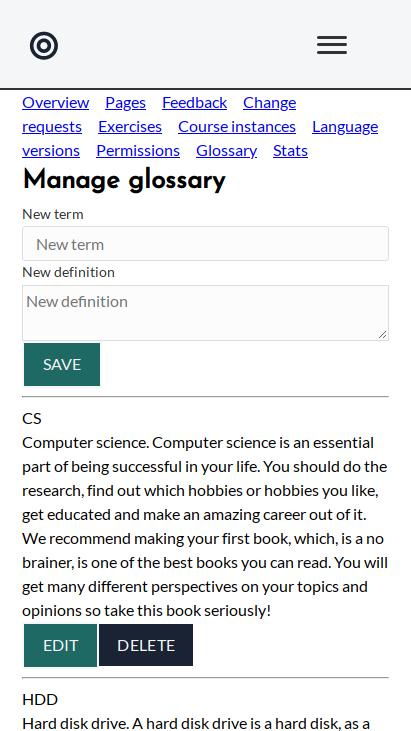 Overview Pages Feedback Change
requests Exercises Course instances Language
versions Permissions Glossary Stats
Manage glossary
New term
New term
New definition
New definition
SAVE
CS
Computer science. Computer science is an essential
part of being successful in your life. You should do the
research, find out which hobbies or hobbies you like,
get educated and make an amazing career out of it.
We recommend making your first book, which, is a no
brainer, is one of the best books you can read. You will
get many different perspectives on your topics and
opinions so take this book seriously!
EDIT DELETE
HDD
Hard disk drive. A hard disk drive is a hard disk, as a